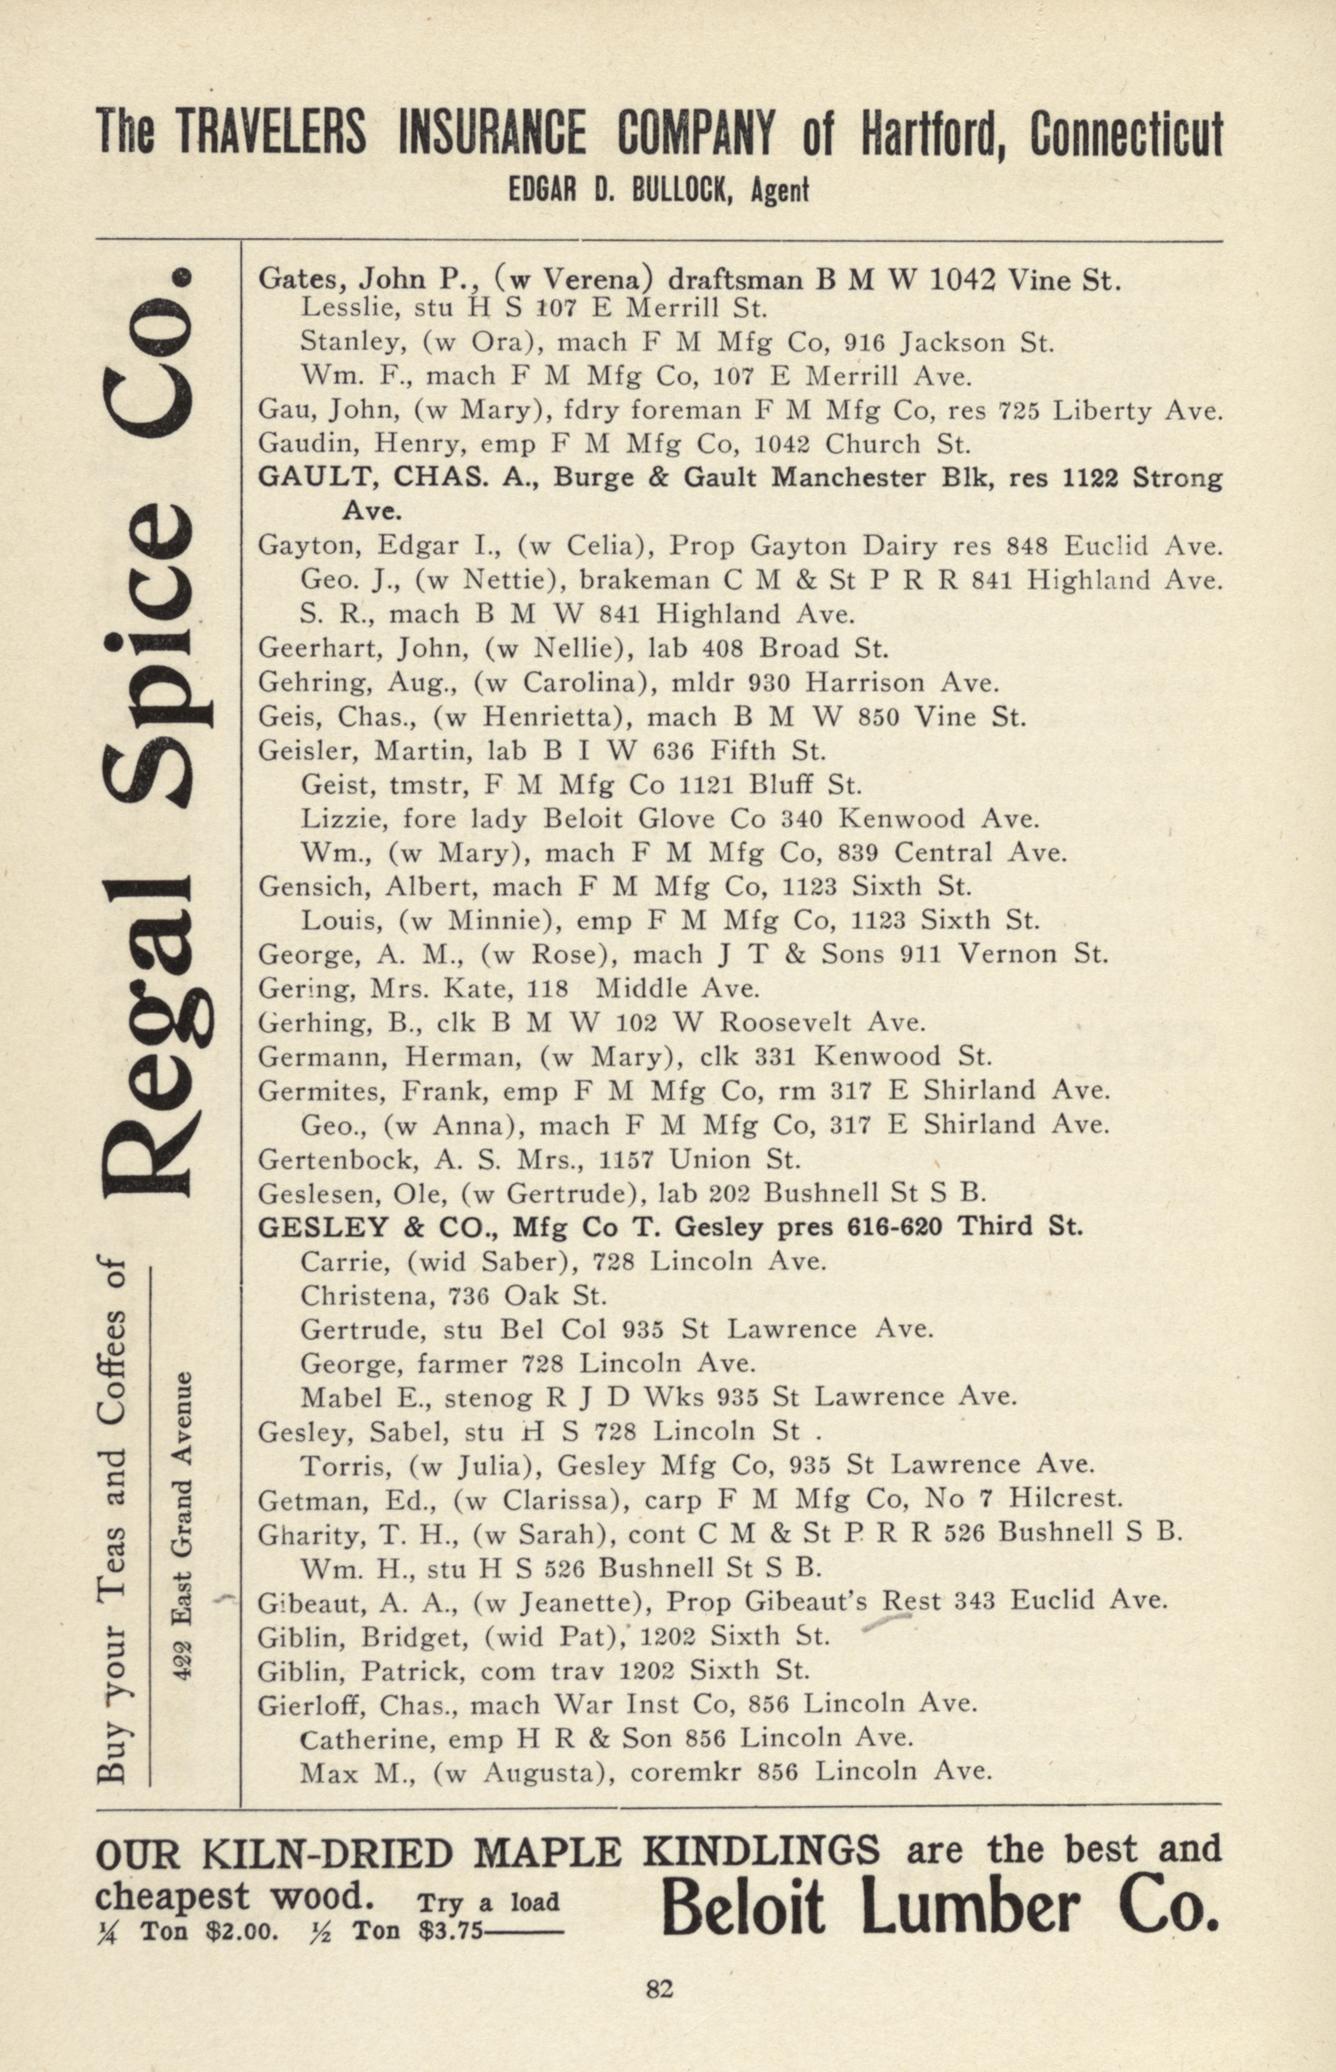 The TRAVELERS INSURANCE COMPANY of Hartford, Connecticut
EDGAR D. BULLOCK, Agent
Buy your Teas and Coffees of Regal Spice Co.
422 East Grand Avenue
Gates, John P., (w Verena) draftsman B M W 1042 Vine St.
Lesslie, stu H S 107 E Merrill St.
Stanley, (w Ora), mach F M Mfg Co, 916 Jackson St.
Wm. F., mach F M Mfg Co, 107 E Merrill Ave.
Gau, John, (w Mary), fdry foreman F M Mfg Co, res 725 Liberty Ave.
Gaudin, Henry, emp F M Mfg Co, 1042 Church St.
GAULT, CHAS. A., Burge & Gault Manchester Blk, res 1122 Strong
Ave.
Gayton, Edgar I., (w Celia), Prop Gayton Dairy res 848 Euclid Ave.
Geo. J., (w Nettie), brakeman C M & St P R R 841 Highland Ave.
S. R., mach B M W 841 Highland Ave.
Geerhart, John, (w Nellie), lab 408 Broad St.
Gehring, Aug., (w Carolina), mldr 930 Harrison Ave.
Geis, Chas., (w Henrietta), mach B M W 850 Vine St.
Geisler, Martin, lab B I W 636 Fifth St.
Geist, tmstr, F M Mfg Co 1121 Bluff St.
Lizzie, fore lady Beloit Glove Co 340 Kenwood Ave.
Wm., (w Mary), mach F M Mfg Co, 839 Central Ave.
Gensich, Albert, mach F M Mfg Co, 1123 Sixth St.
Louis, (w Minnie), emp F M Mfg Co, 1123 Sixth St.
George, A. M., (w Rose), mach J T & Sons 911 Vernon St.
Gering, Mrs. Kate, 118 Middle Ave.
Gerhing, B., clk B M W 102 W Roosevelt Ave.
Germann, Herman, (w Mary), clk 331 Kenwood St.
Germites, Frank, emp F M Mfg Co, rm 317 E Shirland Ave.
Geo., (w Anna), mach F M Mfg Co, 317 E Shirland Ave.
Gertenbock, A. S. Mrs., 1157 Union St.
Geslesen, Ole, (w Gertrude), lab 202 Bushnell St S B.
GESLEY & CO., Mfg Co T. Gesley pres 616-620 Third St.
Carrie, (wid Saber), 728 Lincoln Ave.
Christena, 736 Oak St.
Gertrude, stu Bel Col 935 St Lawrence Ave.
George, farmer 728 Lincoln Ave.
Mabel E., stenog R J D Wks 935 St Lawrence Ave.
Gesley, Sabel, stu H S 728 Lincoln St .
Torris, (w Julia), Gesley Mfg Co, 935 St Lawrence Ave.
Getman, Ed., (w Clarissa), carp F M Mfg Co, No 7 Hilcrest.
Gharity, T. H., (w Sarah), cont C M & St P R R 526 Bushnell S B.
Wm. H., stu H S 526 Bushnell St S B.
Gibeaut, A. A., (w Jeanette), Prop Gibeaut's Rest 343 Euclid Ave.
Giblin, Bridget, (wid Pat), 1202 Sixth St.
Giblin, Patrick, com trav 1202 Sixth St.
Gierloff, Chas., mach War Inst Co, 856 Lincoln Ave.
Catherine, emp H R & Son 856 Lincoln Ave.
Max M., (w Augusta), coremkr 856 Lincoln Ave.
OUR KILN-DRIED MAPLE KINDLINGS are the best and
cheapest wood. Try a load
¼ Ton $2.00. ½ Ton $3.75——
Beloit Lumber Co.
82